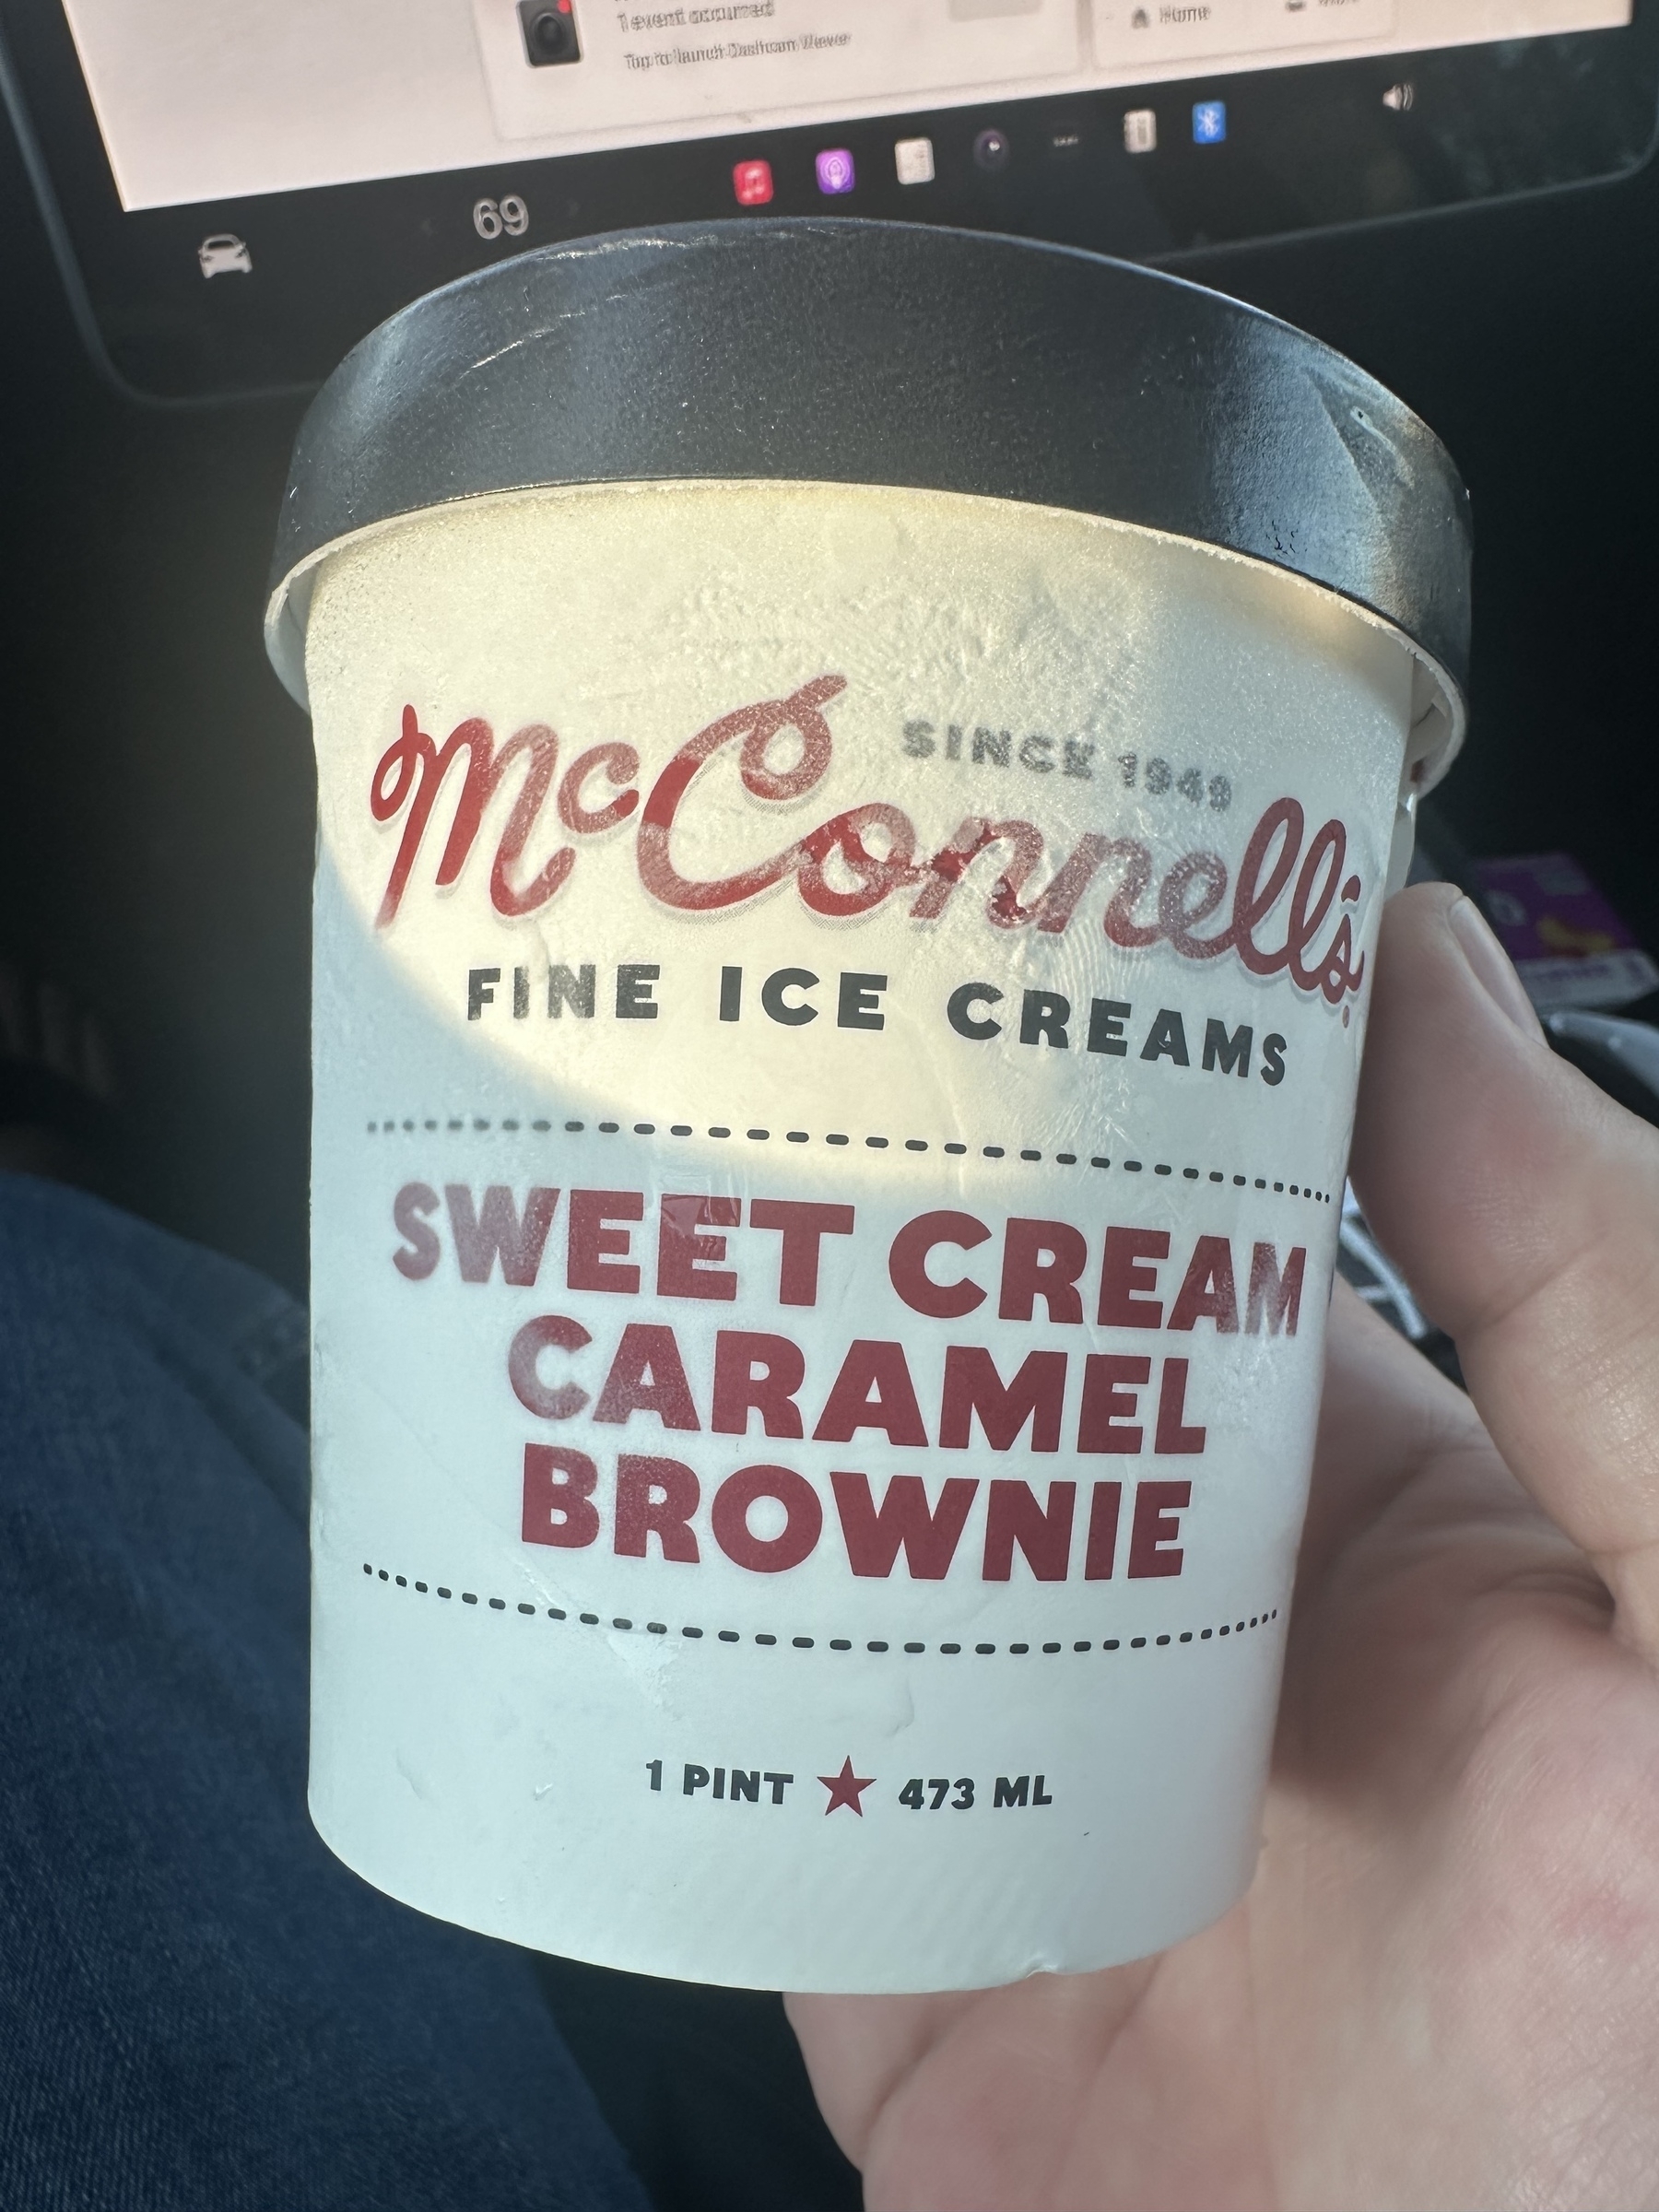 1 event occurred
Tap to launch Dashcam Viewer
Home
69
McConnell's
SINCE 1949
FINE ICE CREAMS
SWEET CREAM
CARAMEL
BROWNIE
1 PINT ★ 473 ML